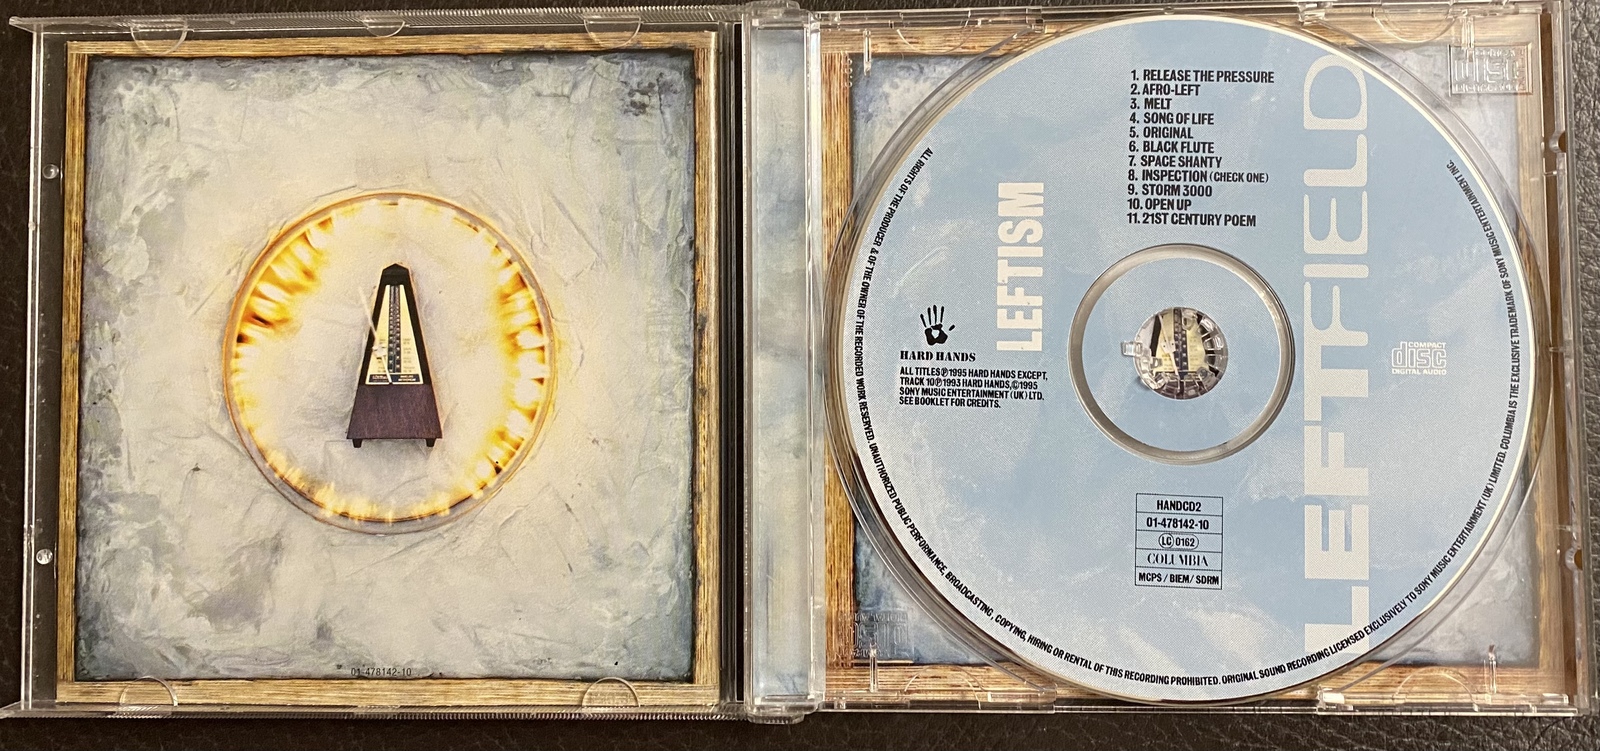 01-478142-10
1. RELEASE THE PRESSURE
2. AFRO-LEFT
3. MELT
4. SONG OF LIFE
5. ORIGINAL
6. BLACK FLUTE
7. SPACE SHANTY
8. INSPECTION (CHECK ONE)
9. STORM 3000
10. OPEN UP
11. 21ST CENTURY POEM
LEFTISM
LEFTFIELD
HARD HANDS
ALL TITLES Ⓟ 1995 HARD HANDS EXCEPT,
TRACK 10 Ⓟ 1993 HARD HANDS, © 1995
SONY MUSIC ENTERTAINMENT (UK) LTD.
SEE BOOKLET FOR CREDITS.
COMPACT
disc
DIGITAL AUDIO
HANDCD2
01-478142-10
LC 0162
COLUMBIA
MCPS / BIEM / SDRM
ALL RIGHTS OF THE PRODUCER & OF THE OWNER OF THE RECORDED WORK RESERVED. UNAUTHORIZED PUBLIC PERFORMANCE, BROADCASTING, COPYING, HIRING OR RENTAL OF THIS RECORDING PROHIBITED. ORIGINAL SOUND RECORDING LICENSED EXCLUSIVELY TO SONY MUSIC ENTERTAINMENT (UK) LIMITED. COLUMBIA IS THE EXCLUSIVE TRADEMARK OF SONY MUSIC ENTERTAINMENT INC.